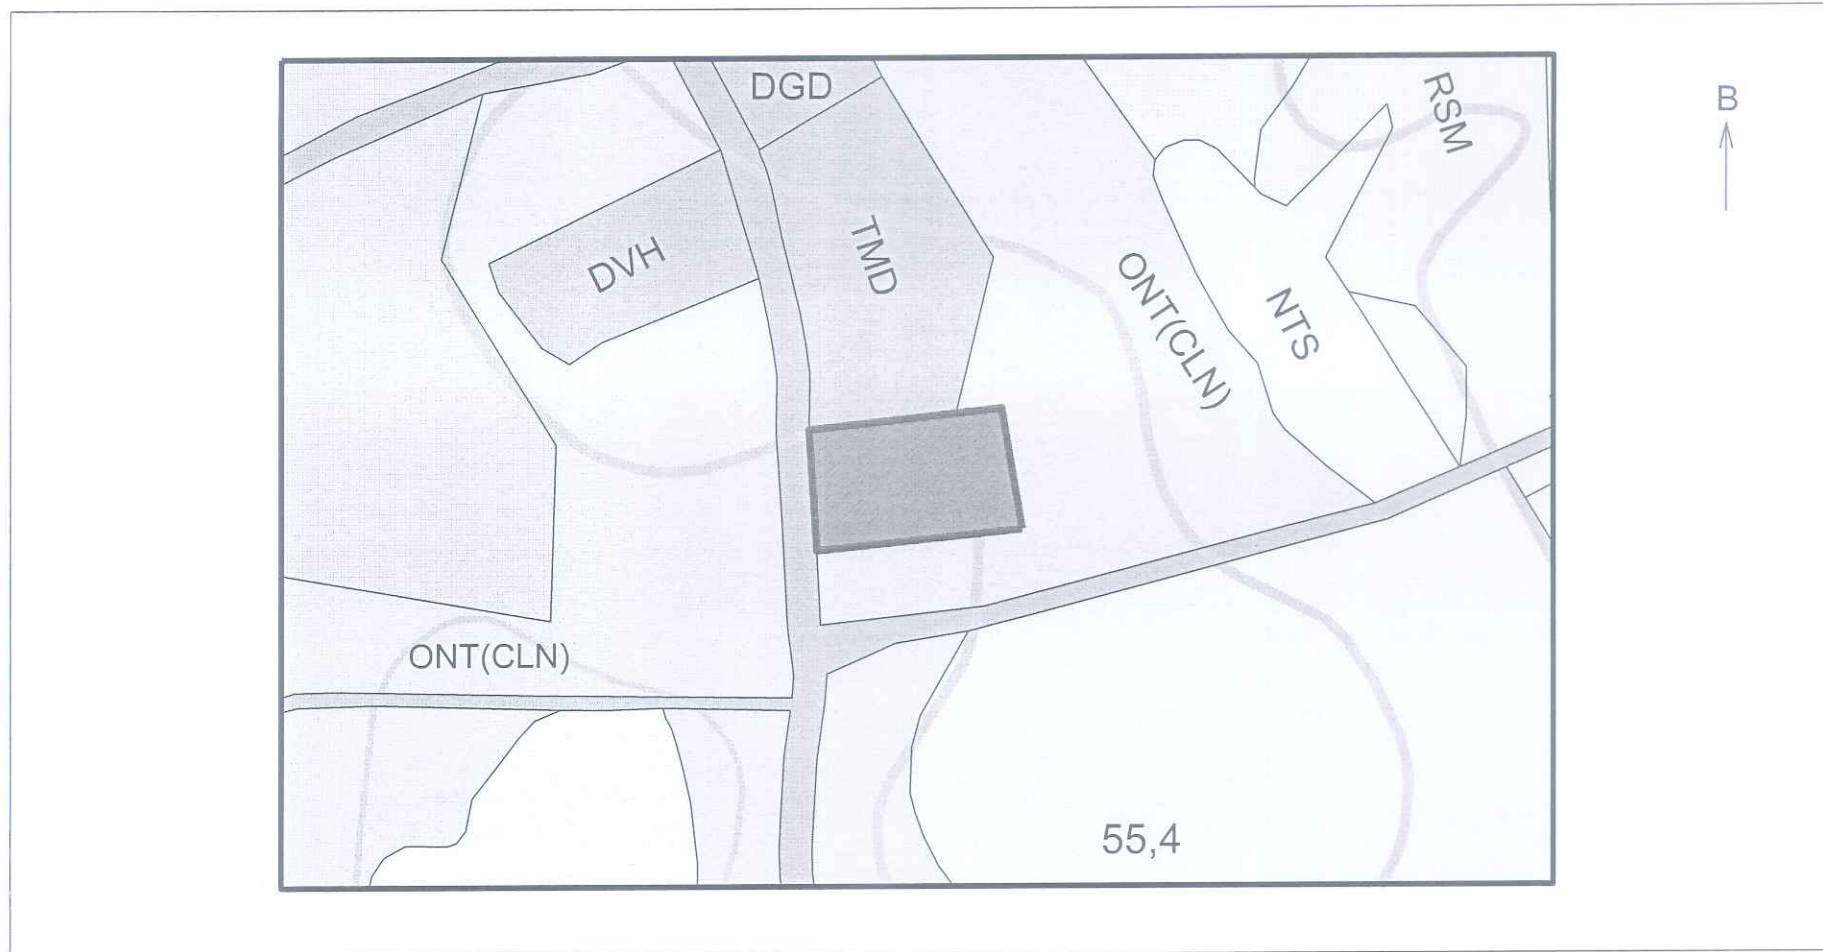 DGD
B
RSM
DVH
TMD
ONT(CLN)
NTS
ONT(CLN)
55,4